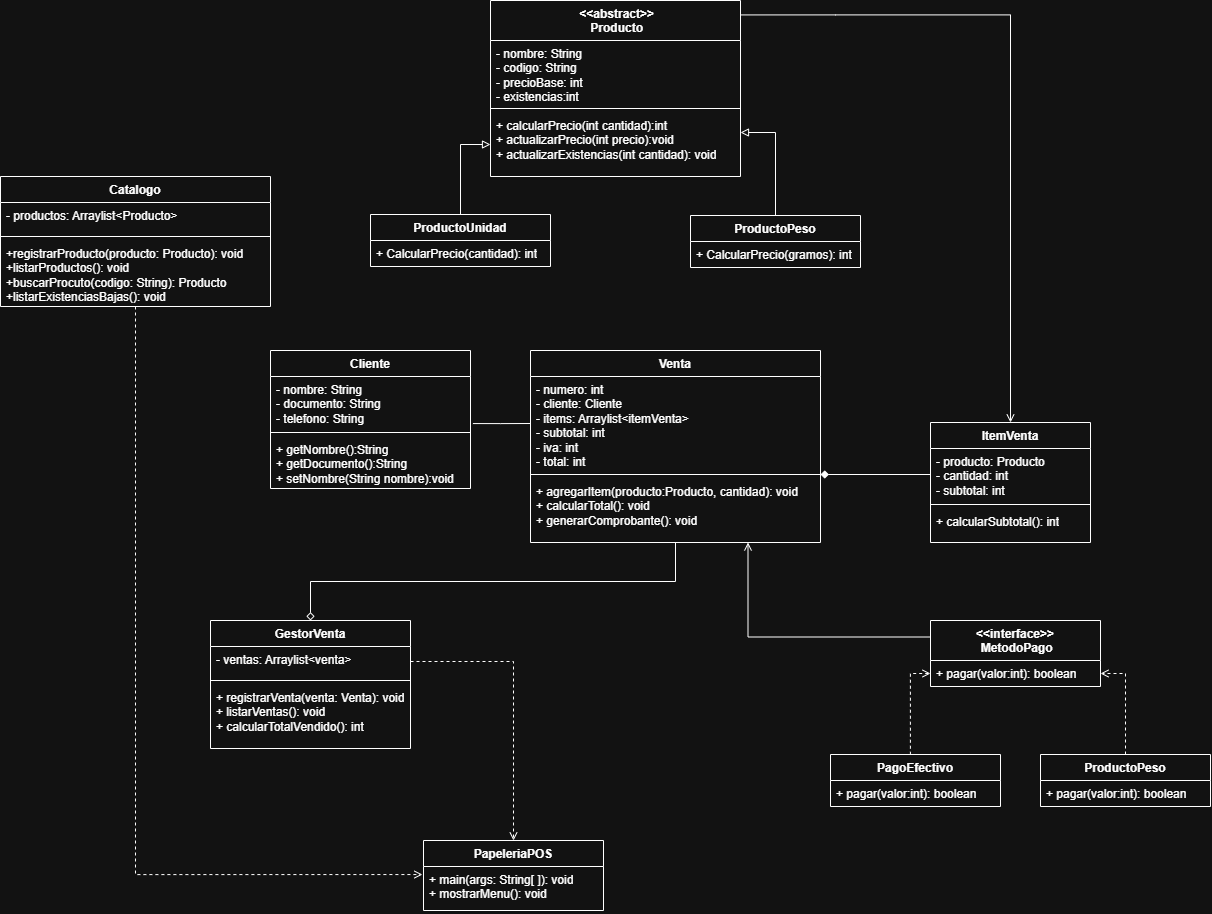 <<abstract>>
Producto
- nombre: String
- codigo: String
- precioBase: int
- existencias:int
+ calcularPrecio(int cantidad):int
+ actualizarPrecio(int precio):void
+ actualizarExistencias(int cantidad): void
Catalogo
- productos: Arraylist<Producto>
+registrarProducto(producto: Producto): void
+listarProductos(): void
+buscarProcuto(codigo: String): Producto
+listarExistenciasBajas(): void
ProductoUnidad
+ CalcularPrecio(cantidad): int
ProductoPeso
+ CalcularPrecio(gramos): int
Cliente
- nombre: String
- documento: String
- telefono: String
+ getNombre():String
+ getDocumento():String
+ setNombre(String nombre):void
Venta
- numero: int
- cliente: Cliente
- items: Arraylist<itemVenta>
- subtotal: int
- iva: int
- total: int
+ agregarItem(producto:Producto, cantidad): void
+ calcularTotal(): void
+ generarComprobante(): void
ItemVenta
- producto: Producto
- cantidad: int
- subtotal: int
+ calcularSubtotal(): int
GestorVenta
- ventas: Arraylist<venta>
+ registrarVenta(venta: Venta): void
+ listarVentas(): void
+ calcularTotalVendido(): int
<<interface>>
MetodoPago
+ pagar(valor:int): boolean
PagoEfectivo
+ pagar(valor:int): boolean
ProductoPeso
+ pagar(valor:int): boolean
PapeleriaPOS
+ main(args: String[ ]): void
+ mostrarMenu(): void